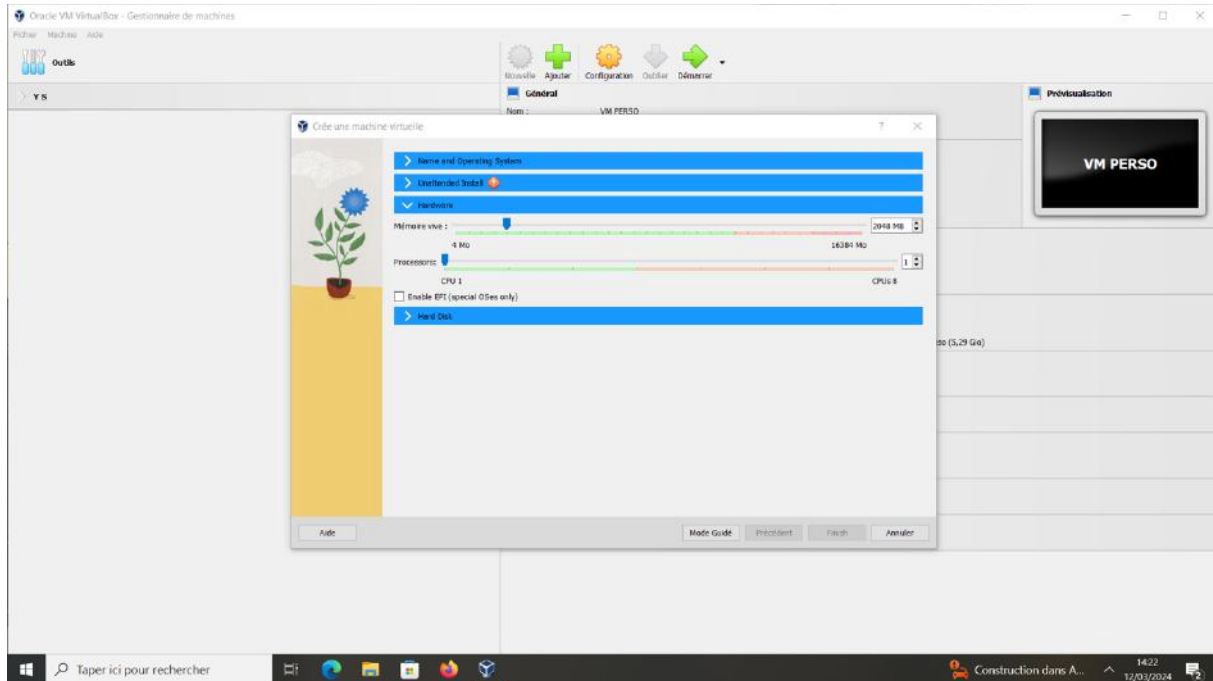 Oracle VM VirtualBox - Gestionnaire de machines
Fichier Machine Aide
Outils
Nouvelle Ajouter Configuration Oublier Démarrer
Y S
Général
Prévisualisation
Nom : VM PERSO
VM PERSO
Crée une machine virtuelle
? 
Name and Operating System
Unattended Install
Hardware
Mémoire vive :
2048 MB
4 Mo 16384 Mo
Processors:
1
CPU 1 CPUs 8
Enable EFI (special OSes only)
Hard Disk
so (5,29 Gio)
Aide Mode Guidé Précédent Finish Annuler
Taper ici pour rechercher
Construction dans A...
14:22
12/03/2024
2